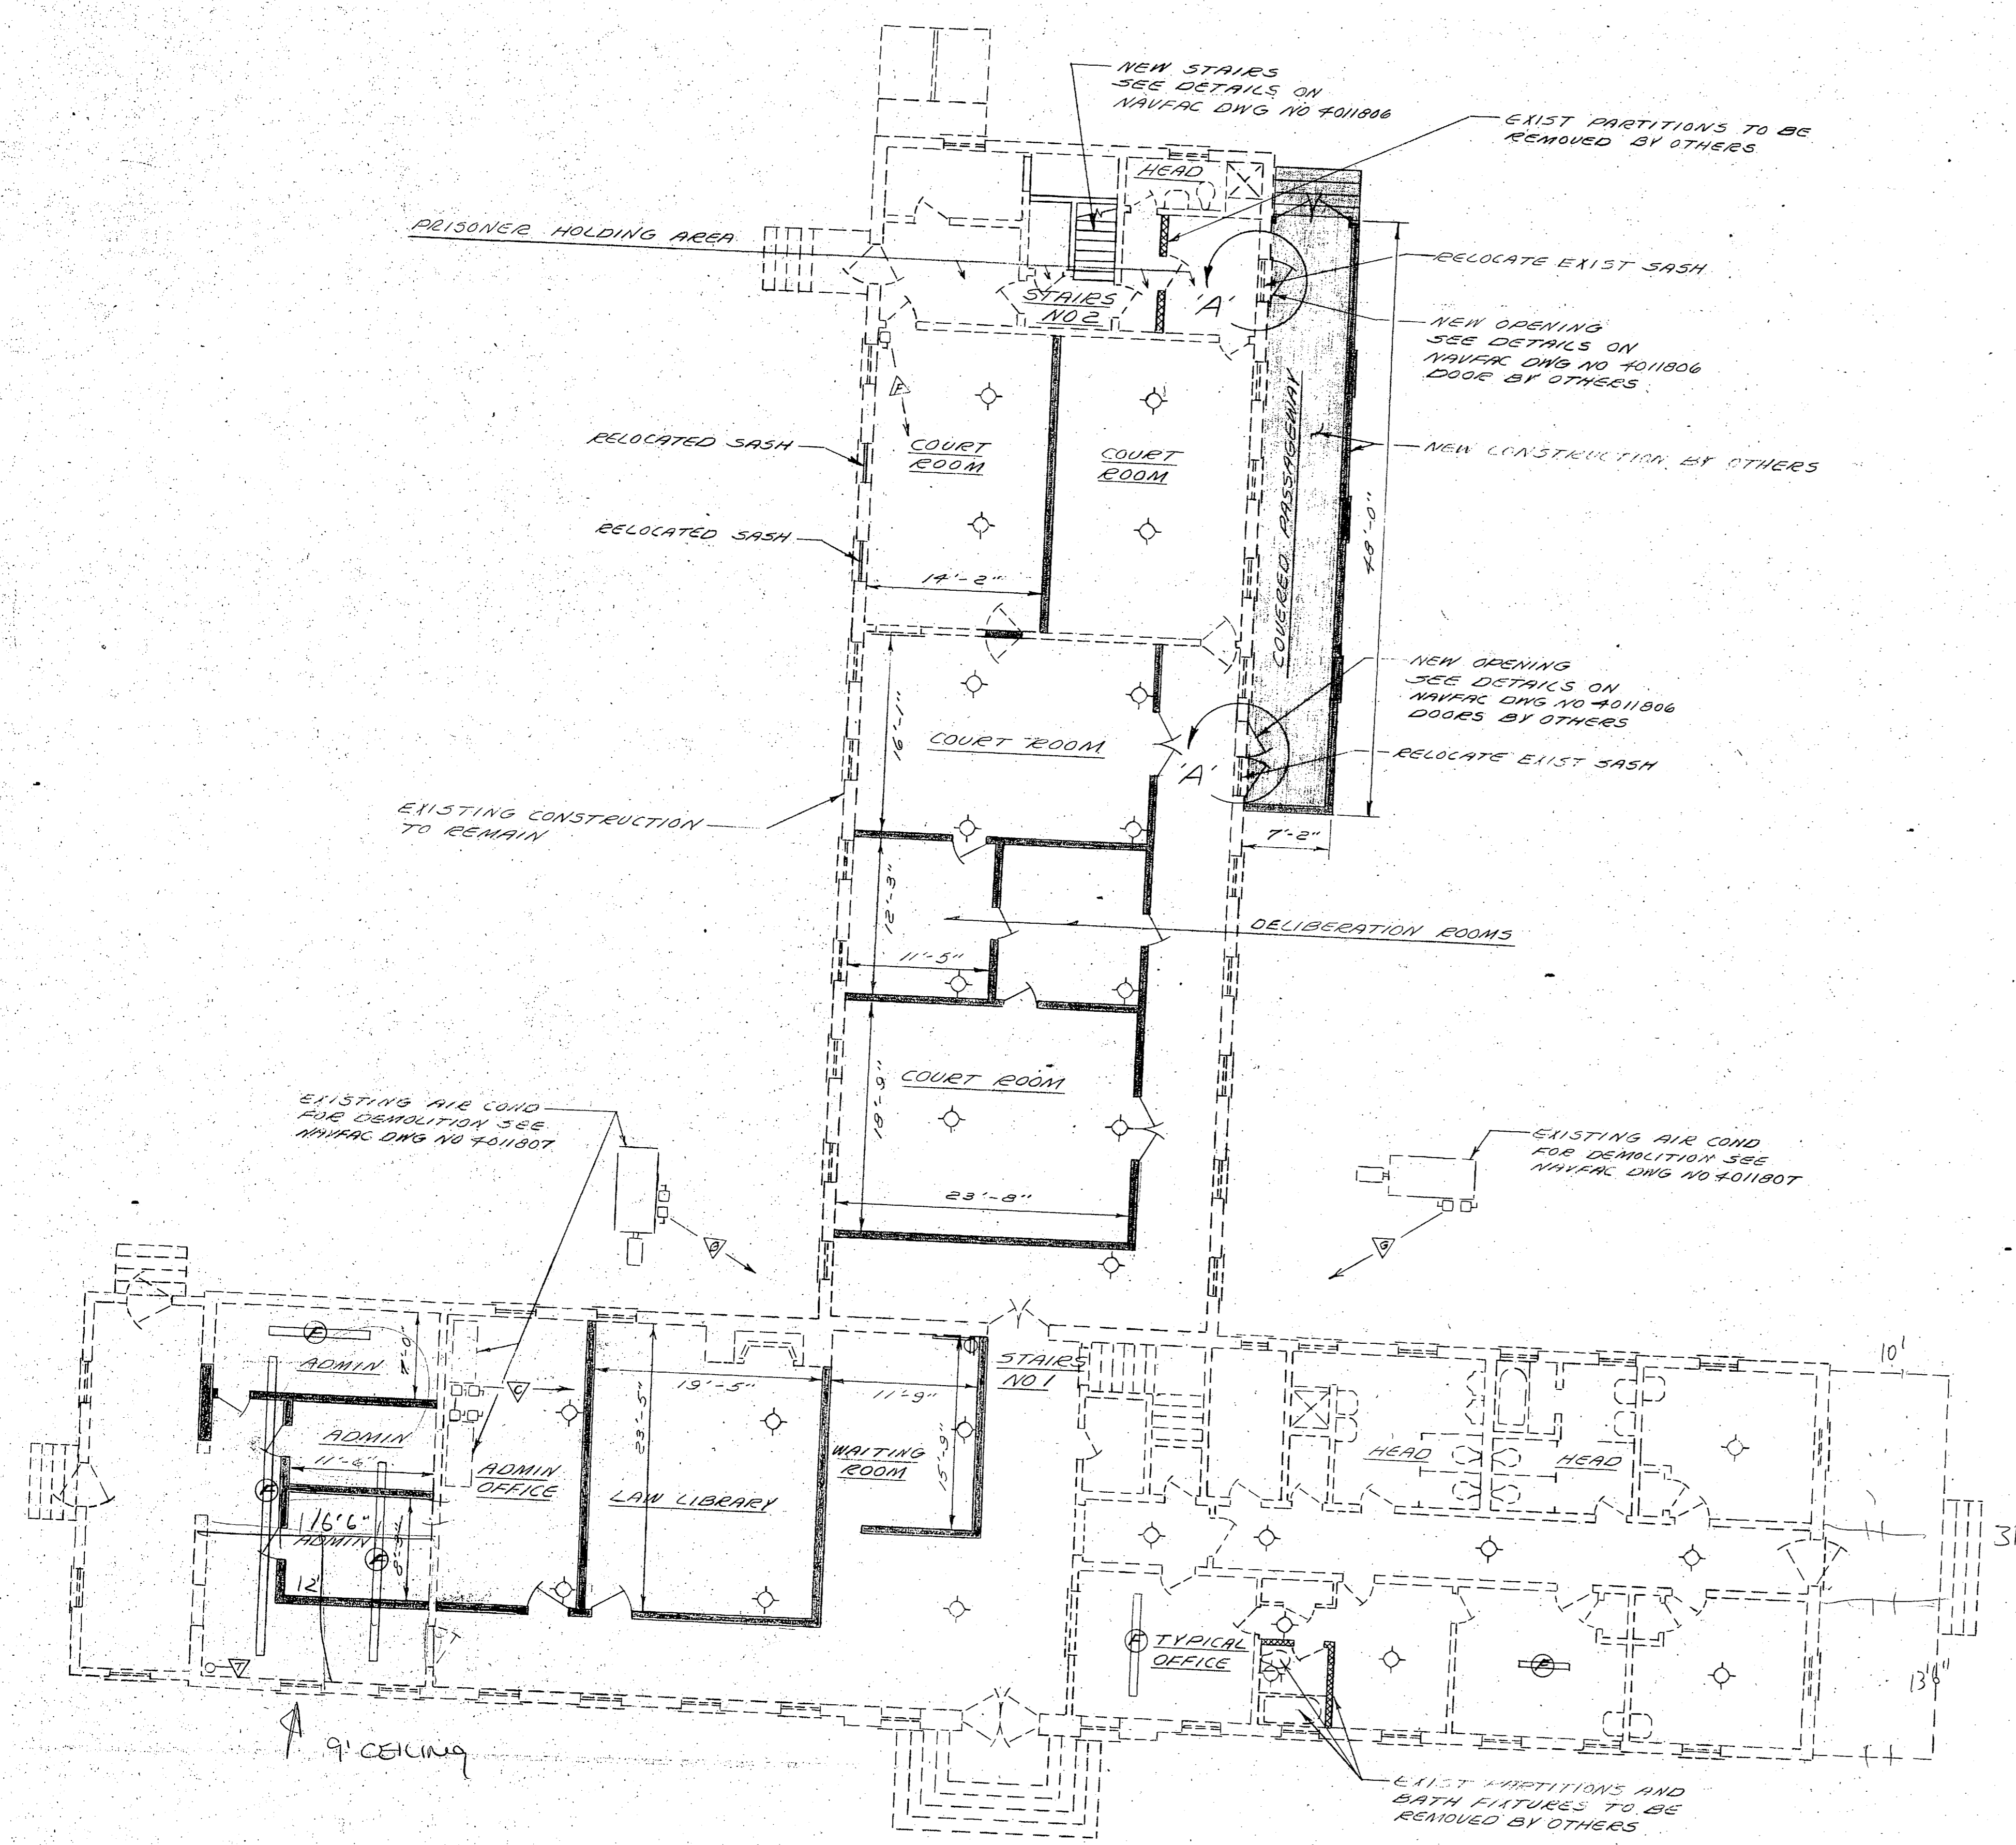 NEW STAIRS
SEE DETAILS ON
NAVFAC DWG NO 4011806
EXIST PARTITIONS TO BE
REMOVED BY OTHERS
HEAD
PRISONER HOLDING AREA
RELOCATE EXIST SASH
STAIRS
NO 2
'A'
NEW OPENING
SEE DETAILS ON
NAVFAC DWG NO 4011806
DOOR BY OTHERS
F
RELOCATED SASH
COURT
ROOM
COURT
ROOM
COVERED PASSAGEWAY
NEW CONSTRUCTION BY OTHERS
48'-0"
RELOCATED SASH
14'-2"
NEW OPENING
SEE DETAILS ON
NAVFAC DWG NO 4011806
DOORS BY OTHERS
16'-1"
COURT ROOM
'A'
RELOCATE EXIST SASH
EXISTING CONSTRUCTION
TO REMAIN
7'-2"
12'-3"
DELIBERATION ROOMS
11'-5"
COURT ROOM
18'-9"
EXISTING AIR COND
FOR DEMOLITION SEE
NAVFAC DWG NO 4011807
EXISTING AIR COND
FOR DEMOLITION SEE
NAVFAC DWG NO 4011807
23'-8"
G
F
ADMIN
STAIRS
NO 1
10'
C
19'-5"
11'-9"
23'-5"
15'-9"
ADMIN
11'-6"
ADMIN
OFFICE
LAW LIBRARY
WAITING
ROOM
HEAD
HEAD
F
16'6"
ADMIN
F
12'
F
TYPICAL
OFFICE
F
T
13'6"
9' CEILING
EXIST PARTITIONS AND
BATH FIXTURES TO BE
REMOVED BY OTHERS